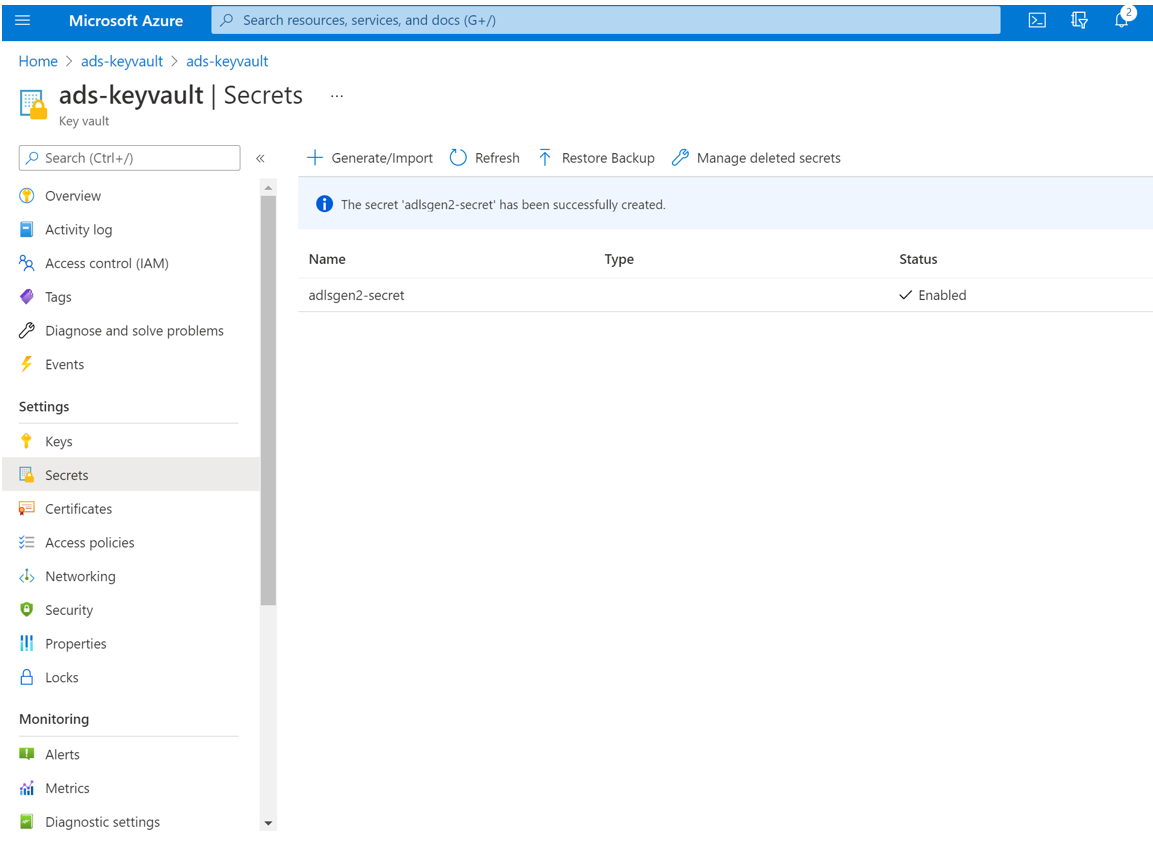 Microsoft Azure
Search resources, services, and docs (G+/)
2
Home > ads-keyvault > ads-keyvault
ads-keyvault | Secrets ...
Key vault
Search (Ctrl+/)
«
Generate/Import
Refresh
Restore Backup
Manage deleted secrets
Overview
Activity log
Access control (IAM)
Tags
Diagnose and solve problems
Events
Settings
Keys
Secrets
Certificates
Access policies
Networking
Security
Properties
Locks
Monitoring
Alerts
Metrics
Diagnostic settings
The secret 'adlsgen2-secret' has been successfully created.
Name Type Status
adlsgen2-secret Enabled